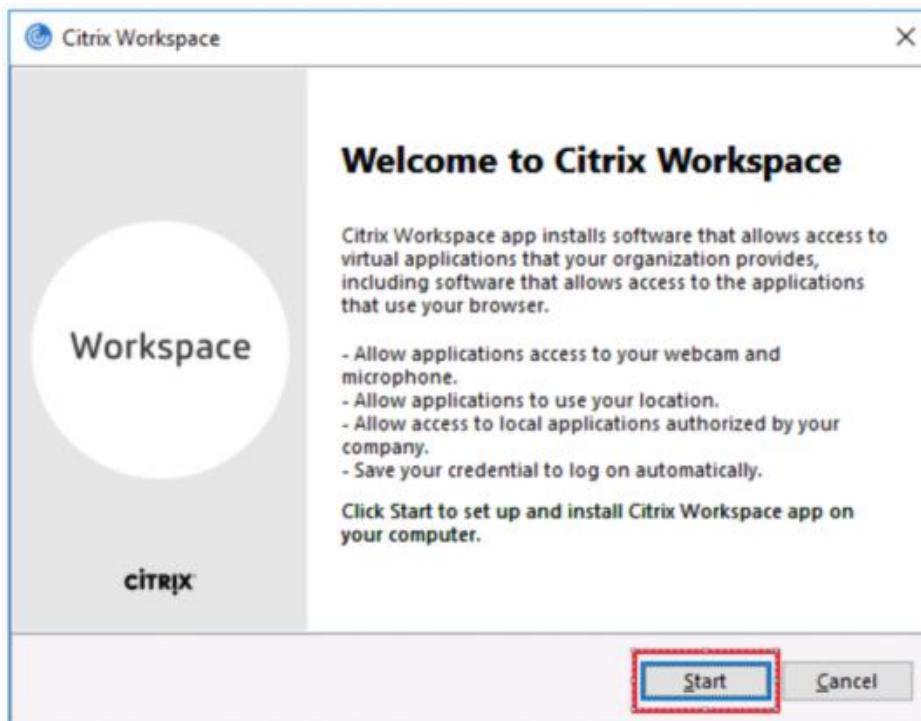 Citrix Workspace
Welcome to Citrix Workspace
Citrix Workspace app installs software that allows access to
virtual applications that your organization provides,
including software that allows access to the applications
that use your browser.
- Allow applications access to your webcam and
microphone.
- Allow applications to use your location.
- Allow access to local applications authorized by your
company.
- Save your credential to log on automatically.
Click Start to set up and install Citrix Workspace app on
your computer.
Workspace
CİTRIX
Start
Cancel